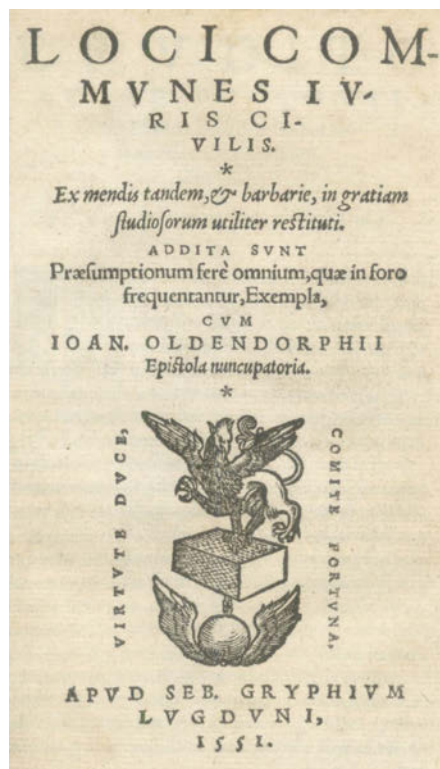 LOCI COM-
MVNES IV-
RIS CI-
VILIS.
*
Ex mendis tandem, & barbarie, in gratiam
studiosorum utiliter restituti.
ADDITA SVNT
Præsumptionum ferè omnium, quæ in foro
frequentantur, Exempla,
CVM
IOAN. OLDENDORPHII
Epistola nuncupatoria.
*
VIRTVTE DVCE,
COMITE FORTVNA.
APVD SEB. GRYPHIVM
LVGDVNI,
1551.